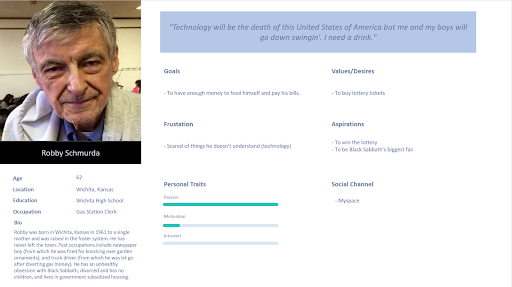 "Technology will be the death of this United States of America but me and my boys will
go down swingin'. I need a drink."
Robby Schmurda
Age 62
Location Wichita, Kansas
Education Wichita High School
Occupation Gas Station Clerk
Bio
Robby was born in Wichita, Kansas in 1961 to a single
mother and was raised in the foster system. He has
never left the town. Past occupations include newspaper
boy (from which he was fired for knocking over garden
ornaments), and truck driver (from which he was let go
after diverting gas money). He has an unhealthy
obsession with Black Sabbath, divorced and has no
children, and lives in government subsidized housing.
Goals
- To have enough money to feed himself and pay his bills.
Values/Desires
- To buy lottery tickets
Frustation
- Scared of things he doesn't understand (technology)
Aspirations
- To win the lottery
- To be Black Sabbath's biggest fan
Personal Traits
Passion
Motivation
Introvert
Social Channel
- Myspace